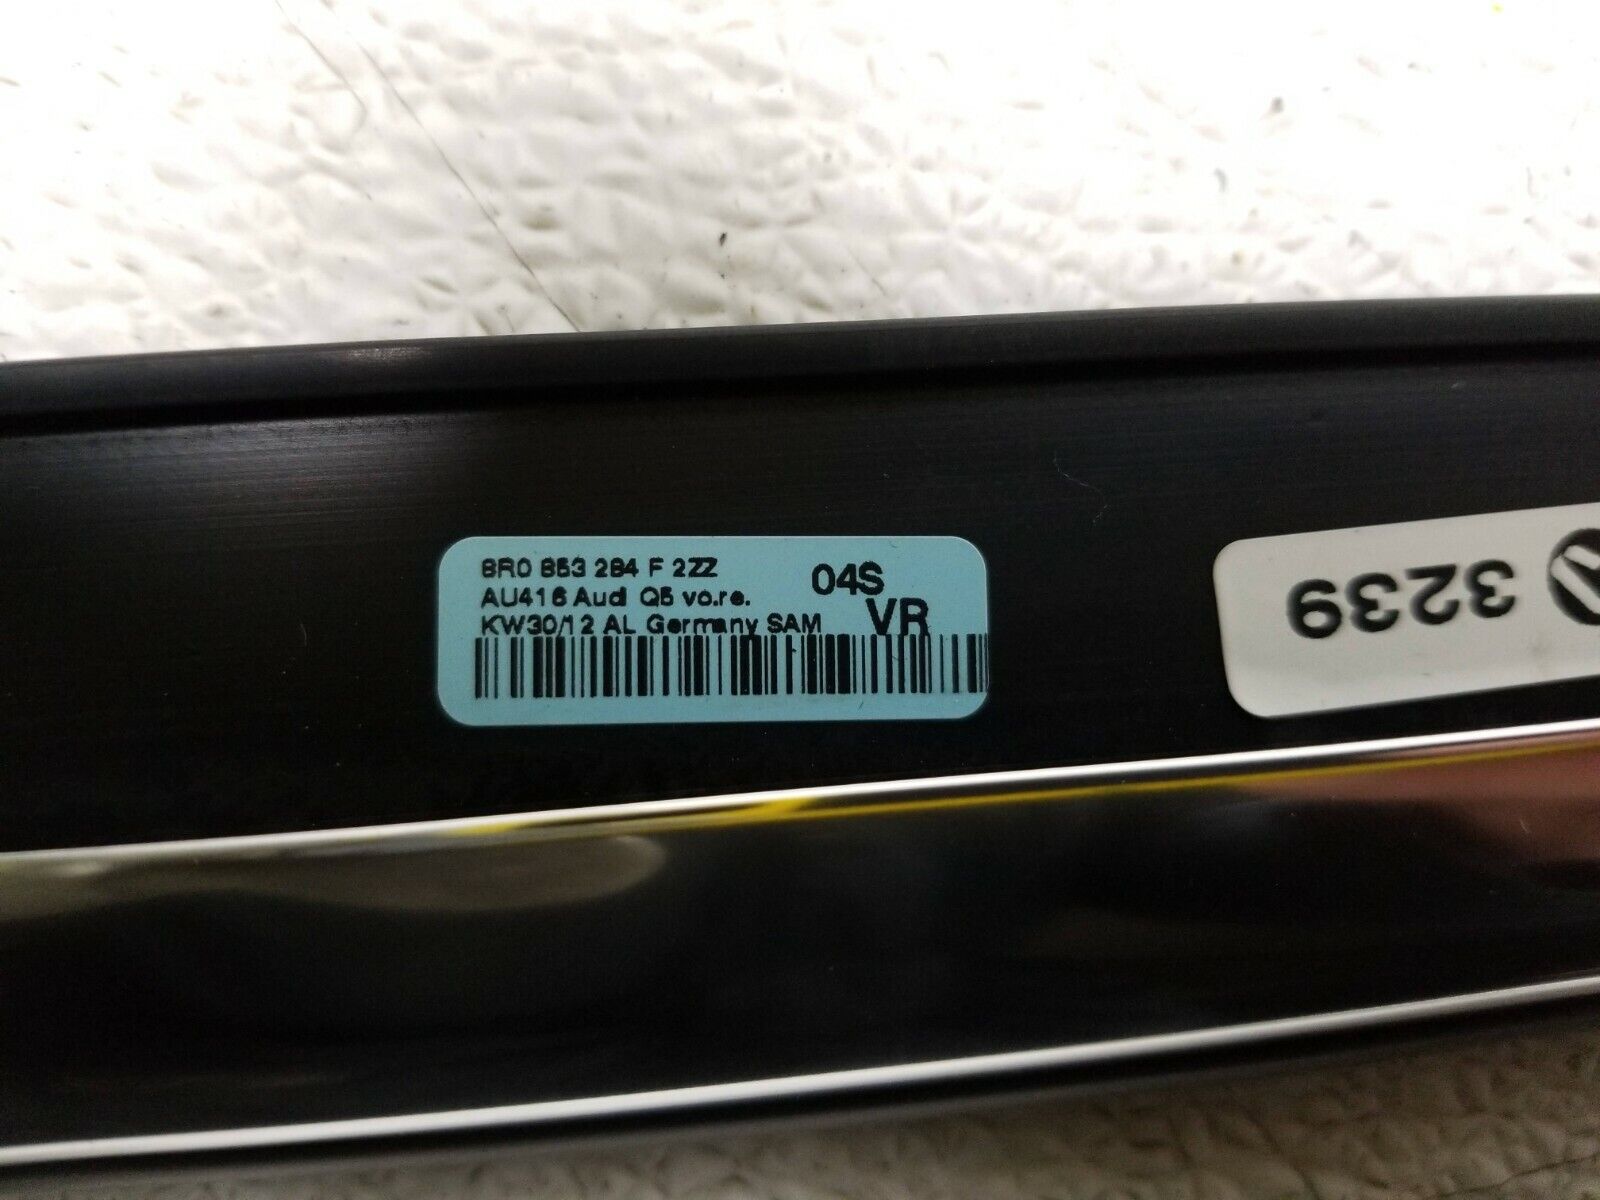 8R0 853 284 F 2ZZ
AU416 Audi Q5 vo.re.
KW30/12 AL Germany SAM
04S
VR
3239